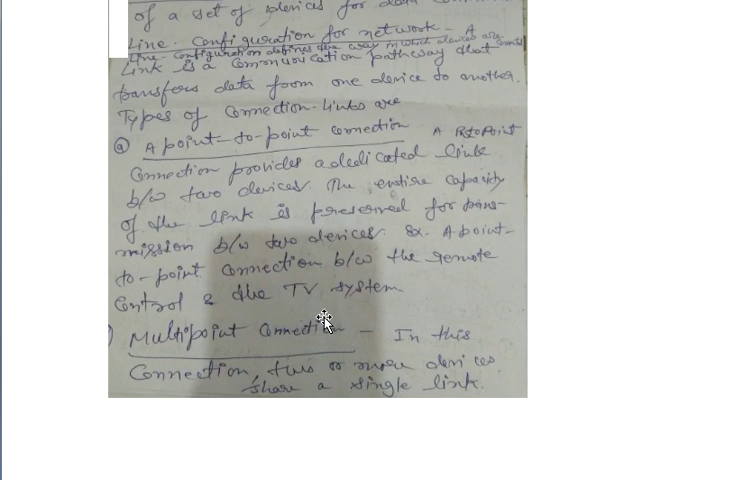 of a set of devices for data
Line. Configuration for network - A
Line. Configuration defines the way in which devices are
Link is a Communication pathway that
transfers data from one device to another.
Types of Connection. Links are
ⓐ A point-to-point connection A P to Point
Connection provides a dedicated link
b/w two devices. The entire capacity
of the link is preserved for trans-
mission b/w two devices. Ex. A point-
to-point Connection b/w the remote
Control & the TV system
) Multipoint Connection - In this
Connection, two or more devices
share a single link.